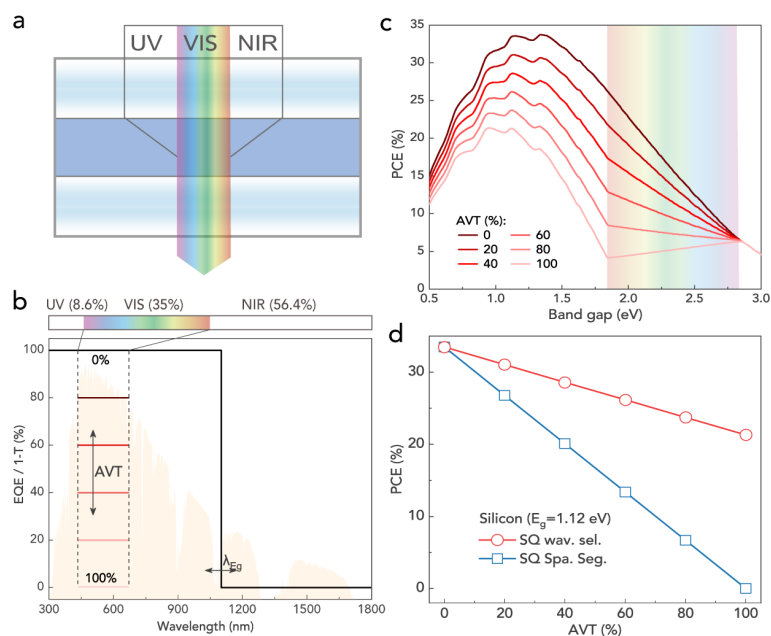 a
UV VIS NIR
b
UV (8.6%) VIS (35%) NIR (56.4%)
EQE / 1-T (%)
100
80
60
40
20
0
0%
AVT
100%
λEg
300 600 900 1200 1500 1800
Wavelength (nm)
c
PCE (%)
35
30
25
20
15
10
5
0
AVT (%):
0 60
20 80
40 100
0.5 1.0 1.5 2.0 2.5 3.0
Band gap (eV)
d
PCE (%)
30
20
10
0
Silicon (Eg=1.12 eV)
SQ wav. sel.
SQ Spa. Seg.
0 20 40 60 80 100
AVT (%)